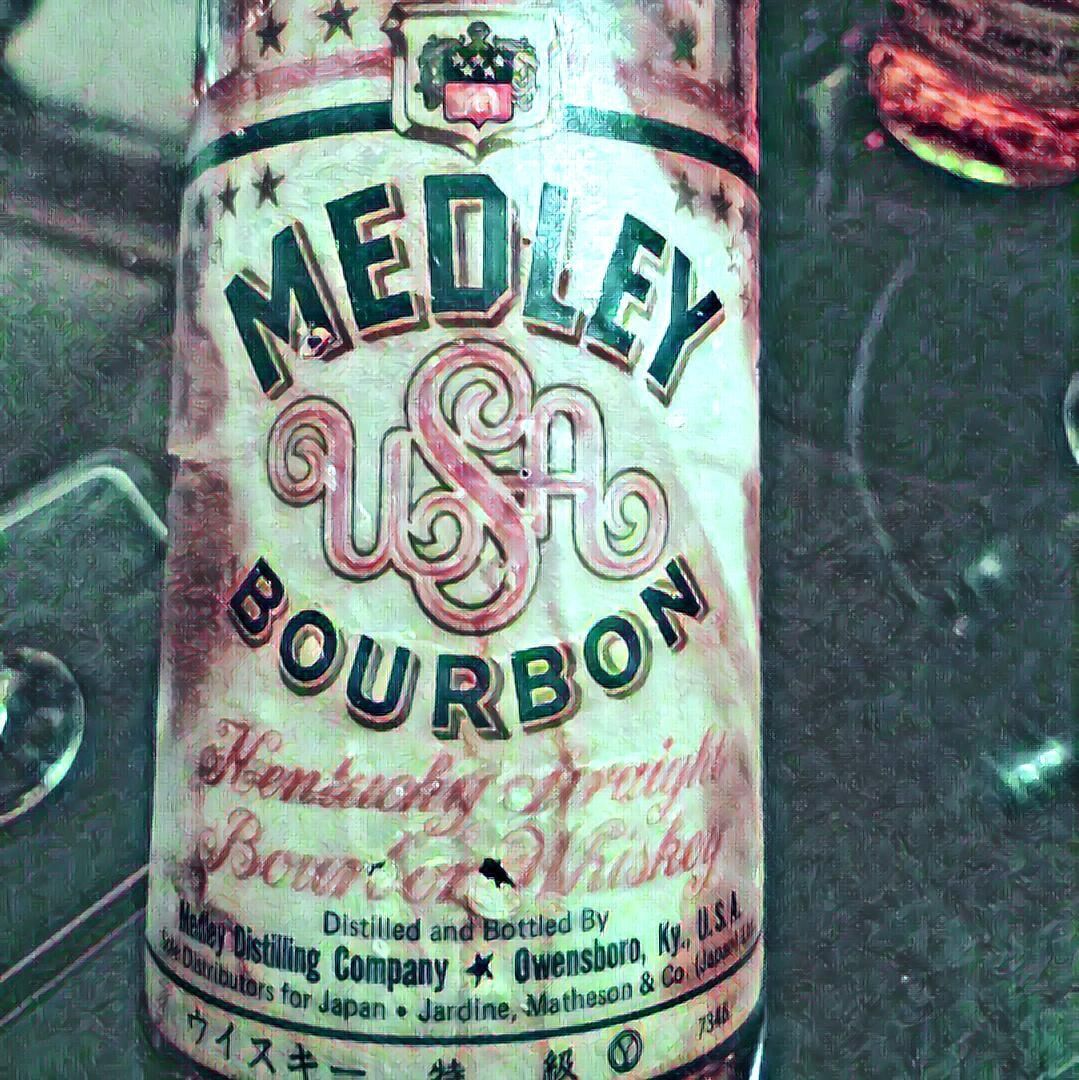 MEDLEY
USA
BOURBON
Kentucky Straight
Bourbon Whiskey
Distilled and Bottled By
Medley Distilling Company ★ Owensboro, Ky., U.S.A.
Sole Distributors for Japan • Jardine, Matheson & Co. (Japan)
ウイスキー 特 級 Ⓨ